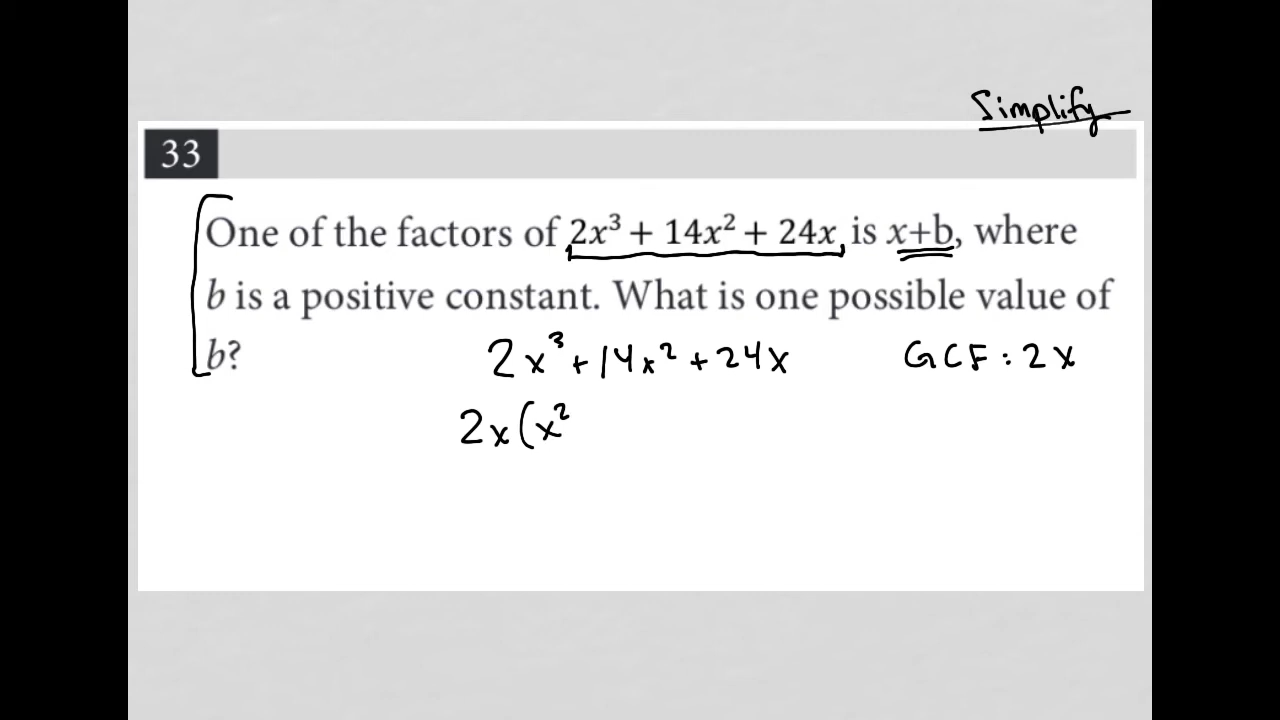 Simplify
33
One of the factors of 2x³ + 14x² + 24x is x+b, where
b is a positive constant. What is one possible value of
b?
2x³ + 14x² + 24x GCF : 2x
2x(x²